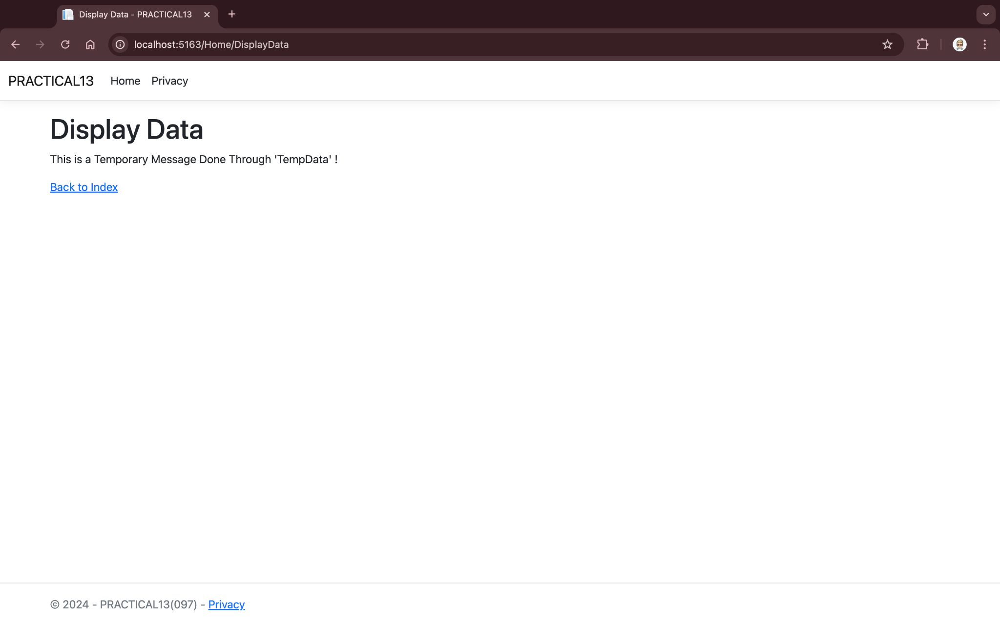 Display Data - PRACTICAL13
localhost:5163/Home/DisplayData
PRACTICAL13 Home Privacy
Display Data
This is a Temporary Message Done Through 'TempData' !
Back to Index
© 2024 - PRACTICAL13(097) - Privacy